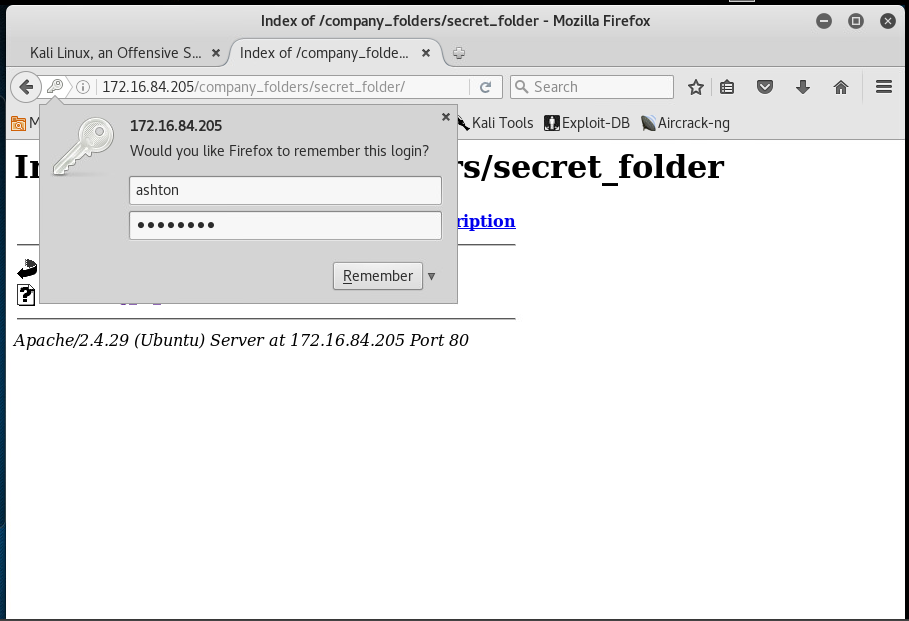 Index of /company_folders/secret_folder - Mozilla Firefox
Kali Linux, an Offensive S... Index of /company_folde...
172.16.84.205/company_folders/secret_folder/ Search
M Kali Tools Exploit-DB Aircrack-ng
172.16.84.205
Would you like Firefox to remember this login?
ashton
Remember
In rs/secret_folder
ription
Apache/2.4.29 (Ubuntu) Server at 172.16.84.205 Port 80